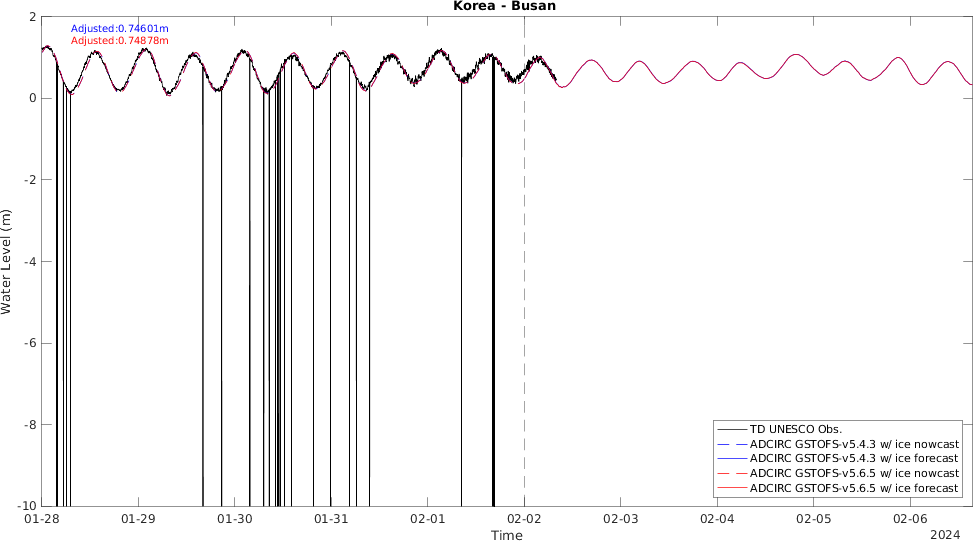 Korea - Busan
Adjusted:0.74601m
Adjusted:0.74878m
2
0
-2
-4
-6
-8
-10
Water Level (m)
TD UNESCO Obs.
ADCIRC GSTOFS-v5.4.3 w/ ice nowcast
ADCIRC GSTOFS-v5.4.3 w/ ice forecast
ADCIRC GSTOFS-v5.6.5 w/ ice nowcast
ADCIRC GSTOFS-v5.6.5 w/ ice forecast
01-28 01-29 01-30 01-31 02-01 02-02 02-03 02-04 02-05 02-06
Time
2024